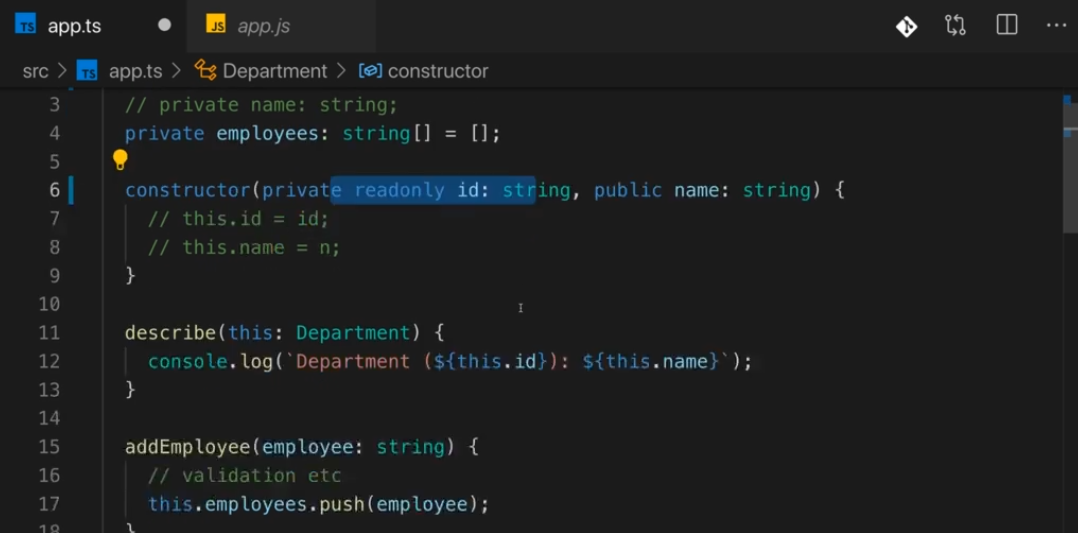 TS app.ts JS app.js
src > TS app.ts > Department > constructor
3 // private name: string;
4 private employees: string[] = [];
5
6 constructor(private readonly id: string, public name: string) {
7 // this.id = id;
8 // this.name = n;
9 }
10
11 describe(this: Department) {
12 console.log(`Department (${this.id}): ${this.name}`);
13 }
14
15 addEmployee(employee: string) {
16 // validation etc
17 this.employees.push(employee);
18 }